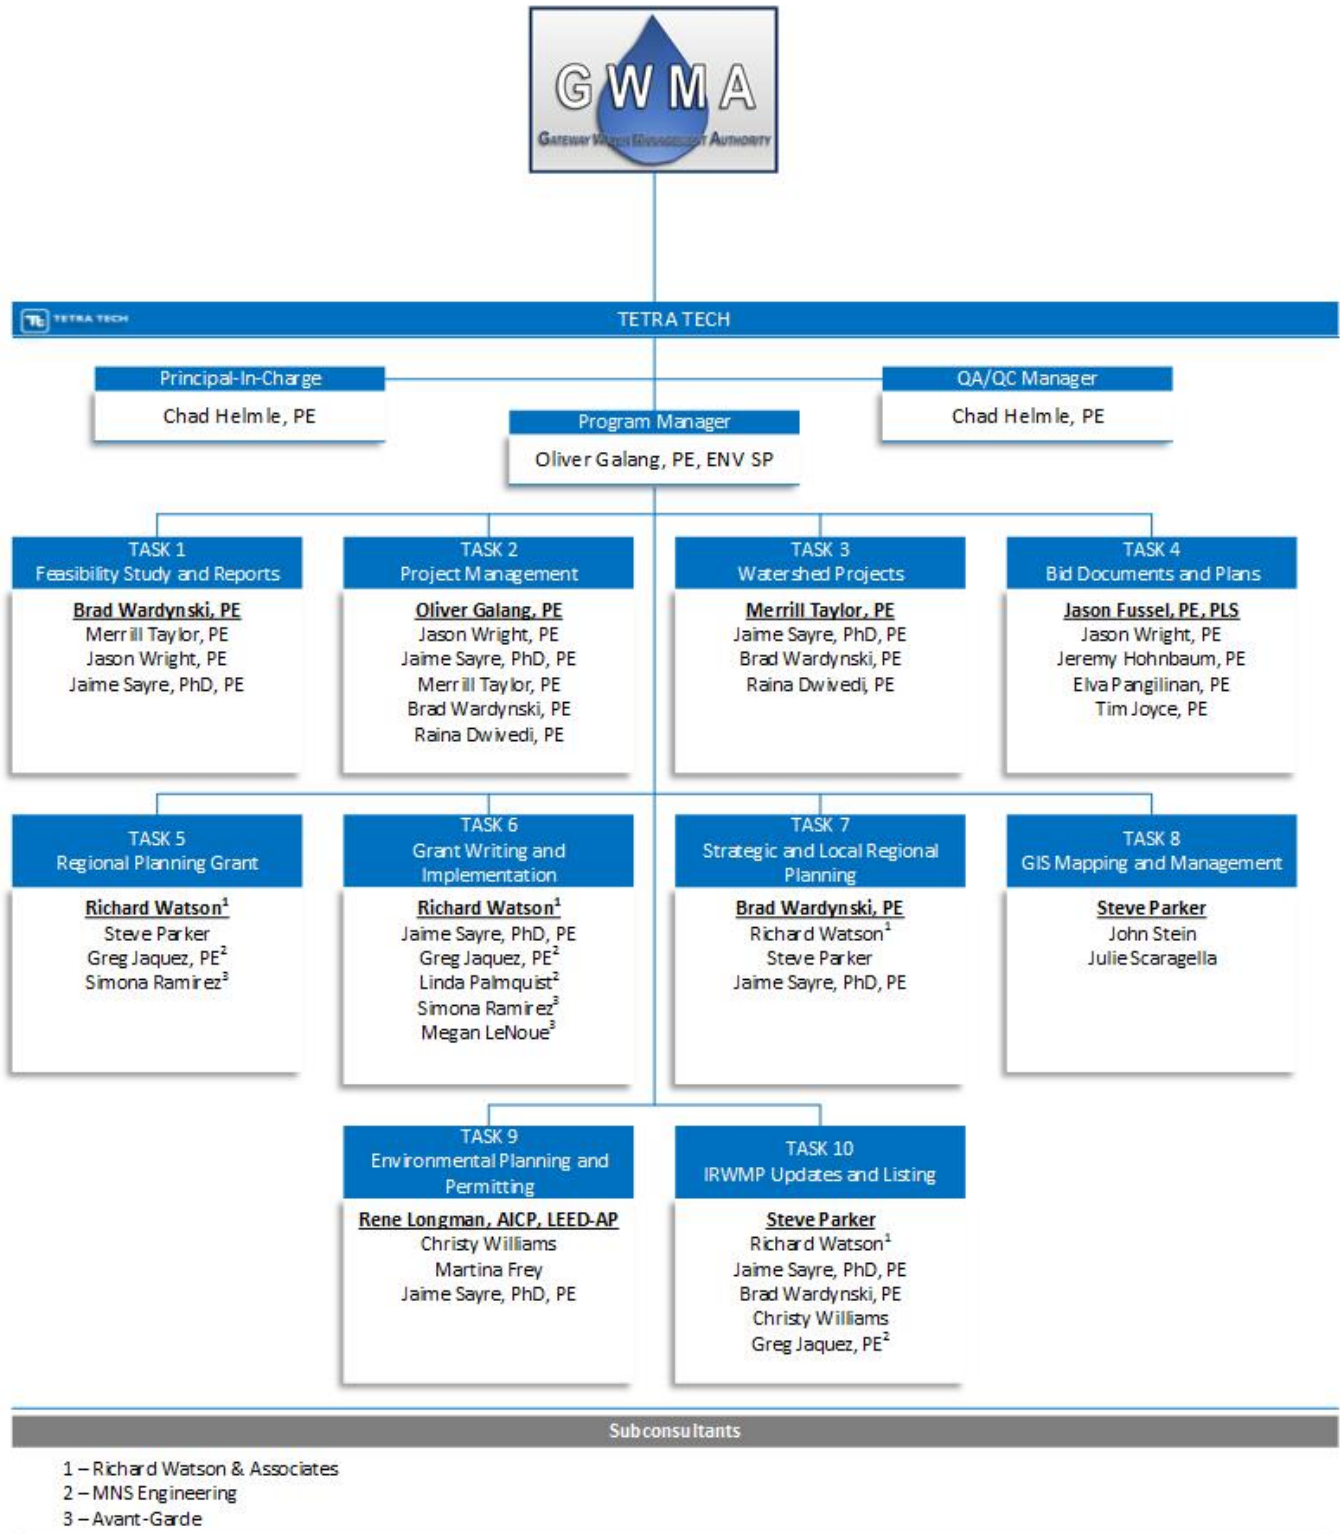 GWMA
GATEWAY WATER MANAGEMENT AUTHORITY
TETRA TECH
TETRA TECH
Principal-In-Charge
Chad Helmle, PE
QA/QC Manager
Chad Helmle, PE
Program Manager
Oliver Galang, PE, ENV SP
TASK 1
Feasibility Study and Reports
Brad Wardynski, PE
Merrill Taylor, PE
Jason Wright, PE
Jaime Sayre, PhD, PE
TASK 2
Project Management
Oliver Galang, PE
Jason Wright, PE
Jaime Sayre, PhD, PE
Merrill Taylor, PE
Brad Wardynski, PE
Raina Dwivedi, PE
TASK 3
Watershed Projects
Merrill Taylor, PE
Jaime Sayre, PhD, PE
Brad Wardynski, PE
Raina Dwivedi, PE
TASK 4
Bid Documents and Plans
Jason Fussel, PE, PLS
Jason Wright, PE
Jeremy Hohnbaum, PE
Elva Pangilinan, PE
Tim Joyce, PE
TASK 5
Regional Planning Grant
Richard Watson¹
Steve Parker
Greg Jaquez, PE²
Simona Ramirez³
TASK 6
Grant Writing and
Implementation
Richard Watson¹
Jaime Sayre, PhD, PE
Greg Jaquez, PE²
Linda Palmquist²
Simona Ramirez³
Megan LeNoue³
TASK 7
Strategic and Local Regional
Planning
Brad Wardynski, PE
Richard Watson¹
Steve Parker
Jaime Sayre, PhD, PE
TASK 8
GIS Mapping and Management
Steve Parker
John Stein
Julie Scaragella
TASK 9
Environmental Planning and
Permitting
Rene Longman, AICP, LEED-AP
Christy Williams
Martina Frey
Jaime Sayre, PhD, PE
TASK 10
IRWMP Updates and Listing
Steve Parker
Richard Watson¹
Jaime Sayre, PhD, PE
Brad Wardynski, PE
Christy Williams
Greg Jaquez, PE²
Subconsultants
1 – Richard Watson & Associates
2 – MNS Engineering
3 – Avant-Garde